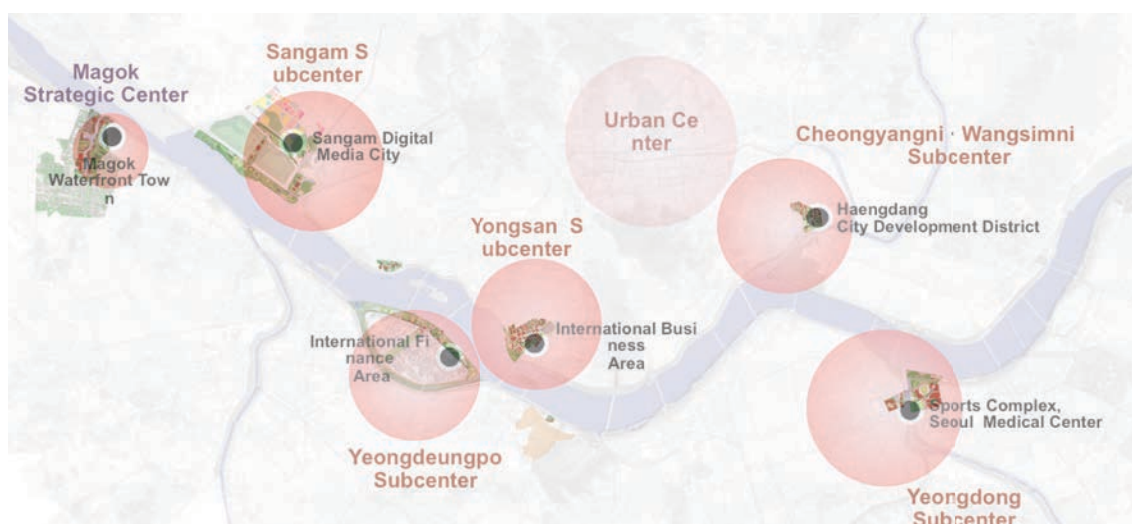 Magok
Strategic Center
Magok
Waterfront Tow
n
Sangam S
ubcenter
Sangam Digital
Media City
Urban Ce
nter
Cheongyangni · Wangsimni
Subcenter
Haengdang
City Development District
Yongsan S
ubcenter
International Busi
ness
Area
International Fi
nance
Area
Yeongdeungpo
Subcenter
Sports Complex,
Seoul Medical Center
Yeongdong
Subcenter